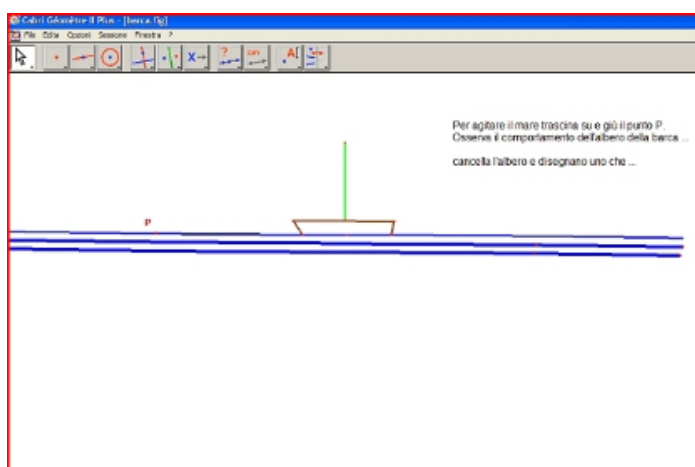 Cabri Géomètre II Plus - [barca.fig]
File Edita Opzioni Sessione Finestra ?
Per agitare il mare trascina su e giù il punto P.
Osserva il comportamento dell'albero della barca ...
cancella l'albero e disegnano uno che ...
P